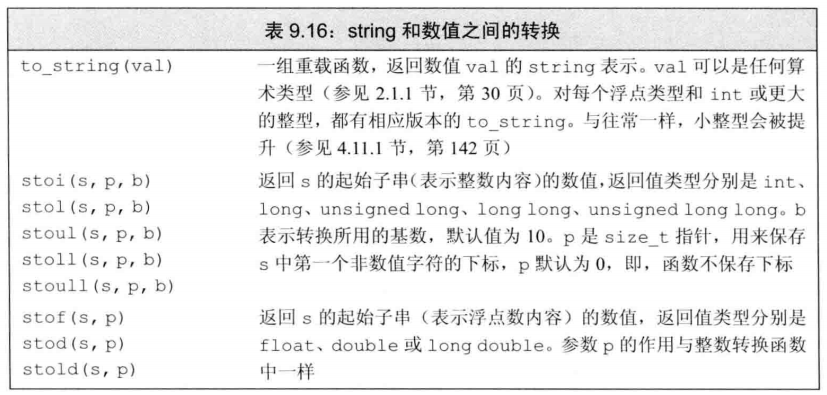 表 9.16：string 和数值之间的转换
to_string(val) 一组重载函数，返回数值 val 的 string 表示。val 可以是任何算
术类型（参见 2.1.1 节，第 30 页）。对每个浮点类型和 int 或更大
的整型，都有相应版本的 to_string。与往常一样，小整型会被提
升（参见 4.11.1 节，第 142 页）
stoi(s, p, b) 返回 s 的起始子串（表示整数内容）的数值，返回值类型分别是 int、
stol(s, p, b) long、unsigned long、long long、unsigned long long。b
stoul(s, p, b) 表示转换所用的基数，默认值为 10。p 是 size_t 指针，用来保存
stoll(s, p, b) s 中第一个非数值字符的下标，p 默认为 0，即，函数不保存下标
stoull(s, p, b)
stof(s, p) 返回 s 的起始子串（表示浮点数内容）的数值，返回值类型分别是
stod(s, p) float、double 或 long double。参数 p 的作用与整数转换函数
stold(s, p) 中一样